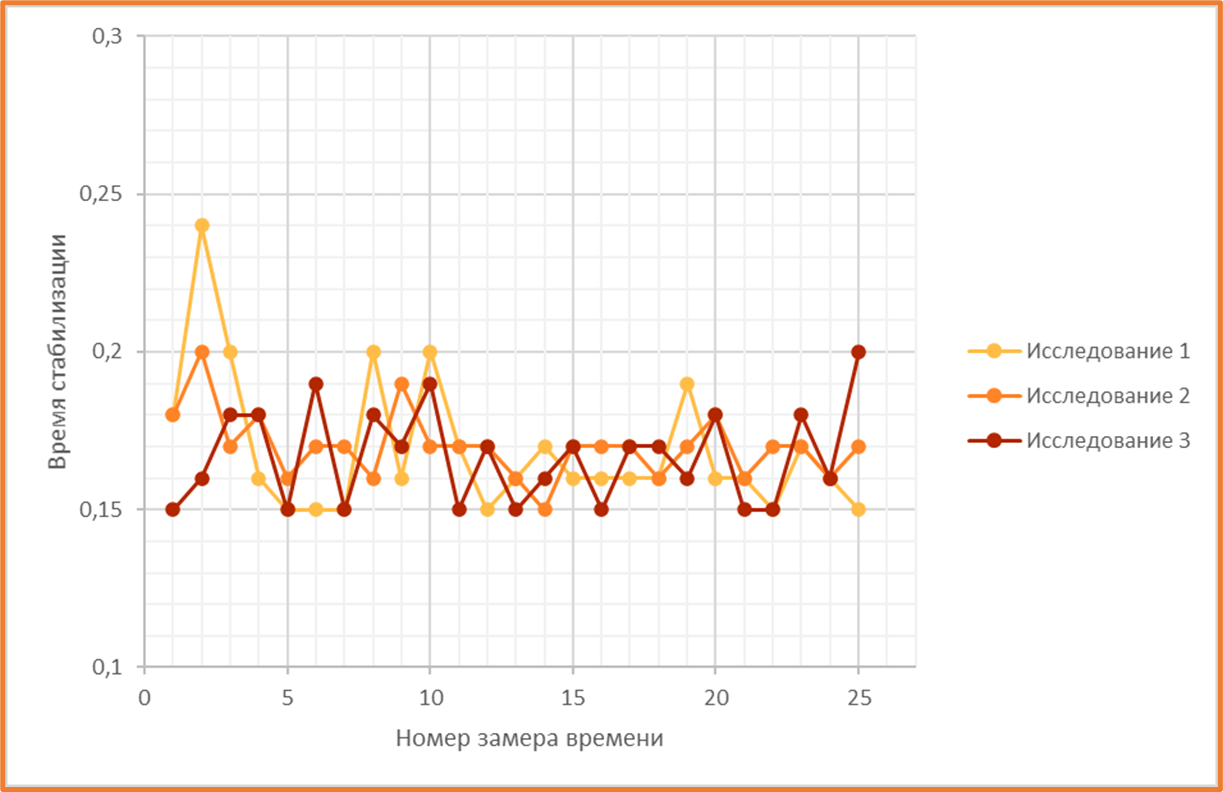 0,3
0,25
0,2
0,15
0,1
0 5 10 15 20 25
Время стабилизации
Номер замера времени
Исследование 1
Исследование 2
Исследование 3